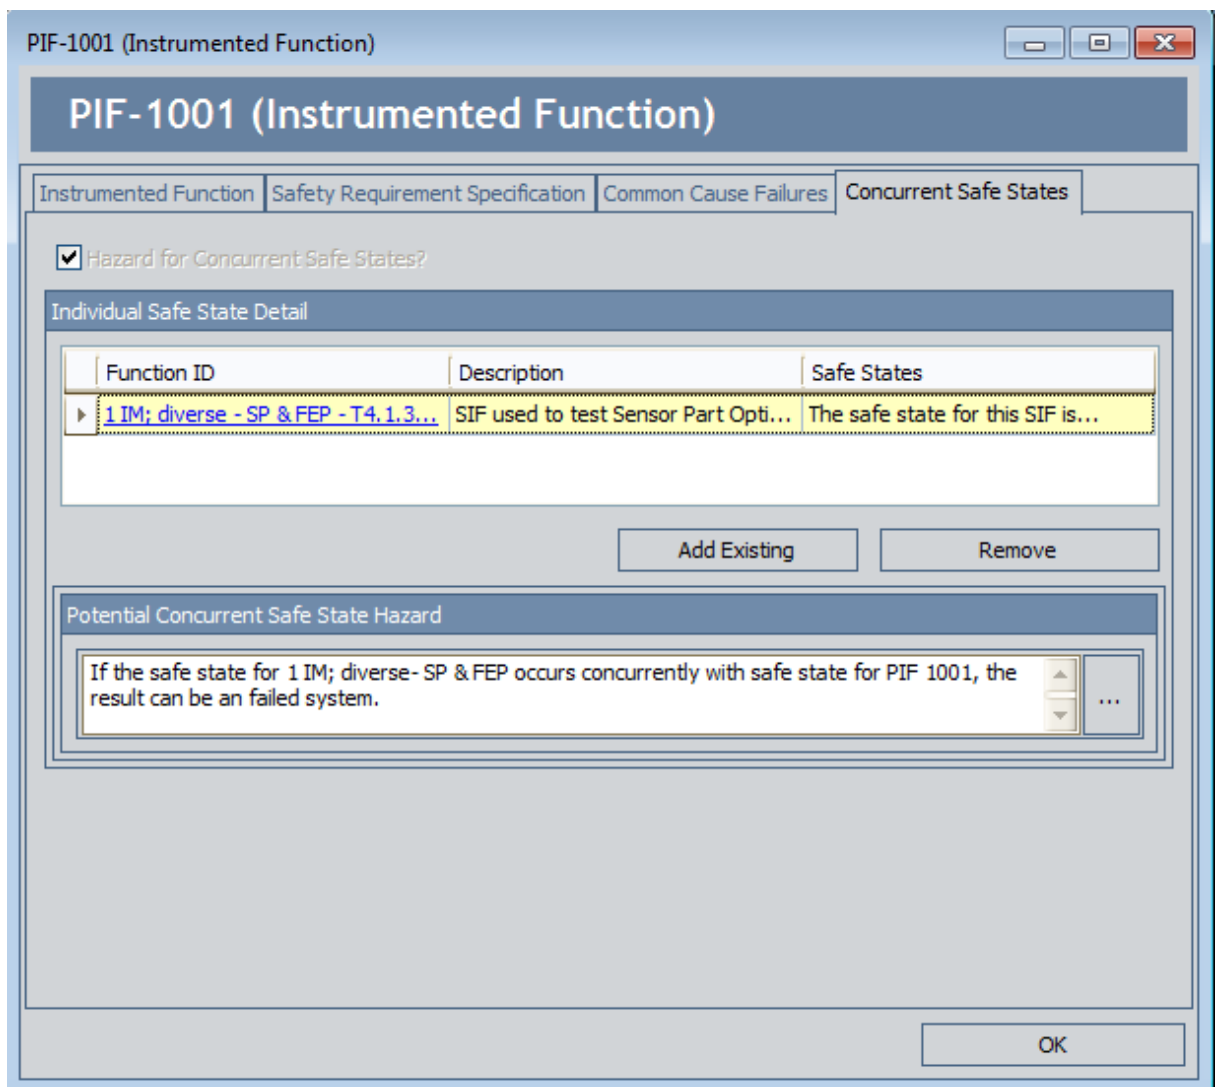 PIF-1001 (Instrumented Function)
PIF-1001 (Instrumented Function)
Instrumented Function Safety Requirement Specification Common Cause Failures Concurrent Safe States
Hazard for Concurrent Safe States?
Individual Safe State Detail
Function ID Description Safe States
1 IM; diverse - SP & FEP - T4.1.3... SIF used to test Sensor Part Opti... The safe state for this SIF is...
Add Existing Remove
Potential Concurrent Safe State Hazard
If the safe state for 1 IM; diverse- SP & FEP occurs concurrently with safe state for PIF 1001, the
result can be an failed system.
...
OK